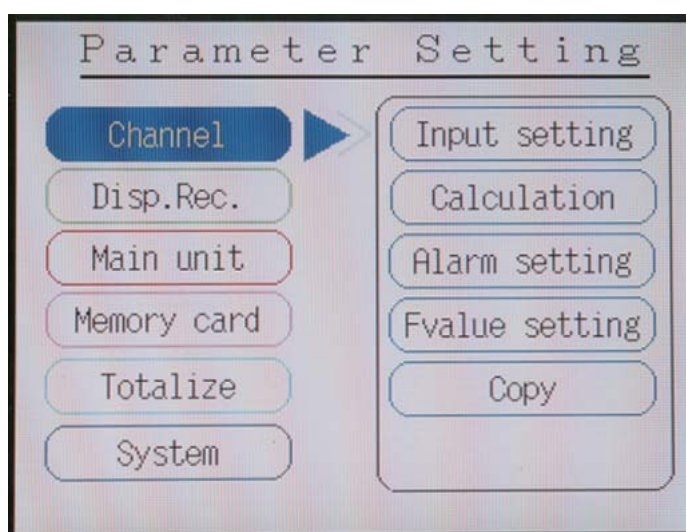 Parameter Setting
Channel
Disp.Rec.
Main unit
Memory card
Totalize
System
Input setting
Calculation
Alarm setting
Fvalue setting
Copy